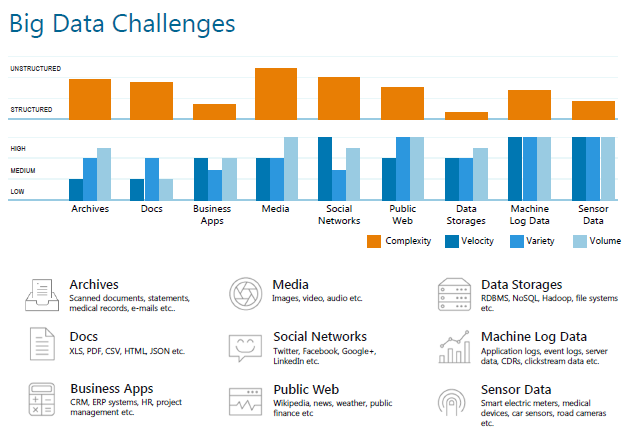 Big Data Challenges
UNSTRUCTURED
STRUCTURED
HIGH
MEDIUM
LOW
Archives
Docs
Business
Apps
Media
Social
Networks
Public
Web
Data
Storages
Machine
Log Data
Sensor
Data
Complexity
Velocity
Variety
Volume
Archives
Scanned documents, statements,
medical records, e-mails etc..
Media
Images, video, audio etc.
Data Storages
RDBMS, NoSQL, Hadoop, file systems
etc.
Docs
XLS, PDF, CSV, HTML, JSON etc.
Social Networks
Twitter, Facebook, Google+,
LinkedIn etc.
Machine Log Data
Application logs, event logs, server
data, CDRs, clickstream data etc.
Business Apps
CRM, ERP systems, HR, project
management etc.
Public Web
Wikipedia, news, weather, public
finance etc
Sensor Data
Smart electric meters, medical
devices, car sensors, road cameras
etc.